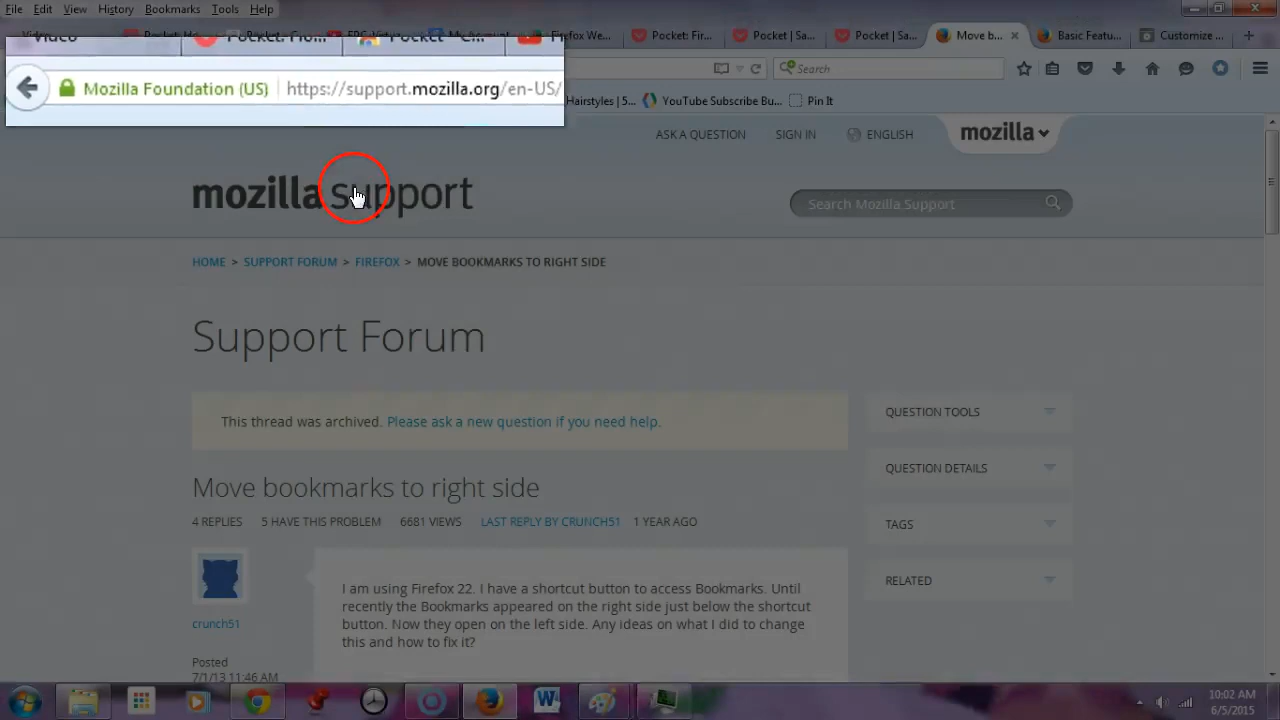 File Edit View History Bookmarks Tools Help
Video Pocket: Fir... Pocket | Sa... Pocket | Sa... Move b... × Basic Featu... Customize ...
Mozilla Foundation (US) https://support.mozilla.org/en-US/
Search
Hairstyles | 5... YouTube Subscribe Bu... Pin It
ASK A QUESTION SIGN IN ENGLISH mozilla
mozilla support
Search Mozilla Support
HOME > SUPPORT FORUM > FIREFOX > MOVE BOOKMARKS TO RIGHT SIDE
Support Forum
This thread was archived. Please ask a new question if you need help.
QUESTION TOOLS
QUESTION DETAILS
TAGS
RELATED
Move bookmarks to right side
4 REPLIES 5 HAVE THIS PROBLEM 6681 VIEWS LAST REPLY BY CRUNCH51 1 YEAR AGO
I am using Firefox 22. I have a shortcut button to access Bookmarks. Until
recently the Bookmarks appeared on the right side just below the shortcut
button. Now they open on the left side. Any ideas on what I did to change
this and how to fix it?
crunch51
Posted
7/1/13 11:46 AM
10:02 AM
6/5/2015